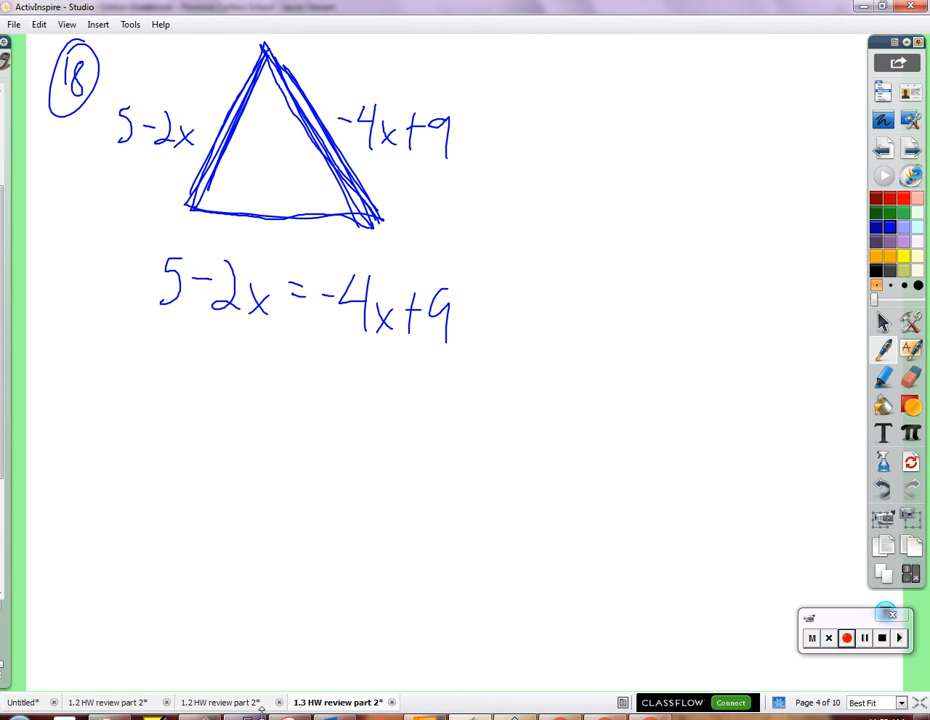 ActivInspire - Studio
File Edit View Insert Tools Help
18
5-2x
-4x+9
5-2x=-4x+9
T π
M
Untitled* 1.2 HW review part 2* 1.2 HW review part 2* 1.3 HW review part 2*
CLASSFLOW Connect
Page 4 of 10 Best Fit